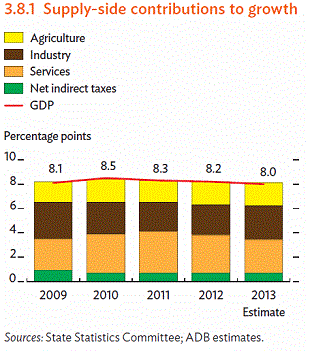 3.8.1 Supply-side contributions to growth
Agriculture
Industry
Services
Net indirect taxes
GDP
Percentage points
10
8
6
4
2
0
8.1 8.5 8.3 8.2 8.0
2009 2010 2011 2012 2013
Estimate
Sources: State Statistics Committee; ADB estimates.